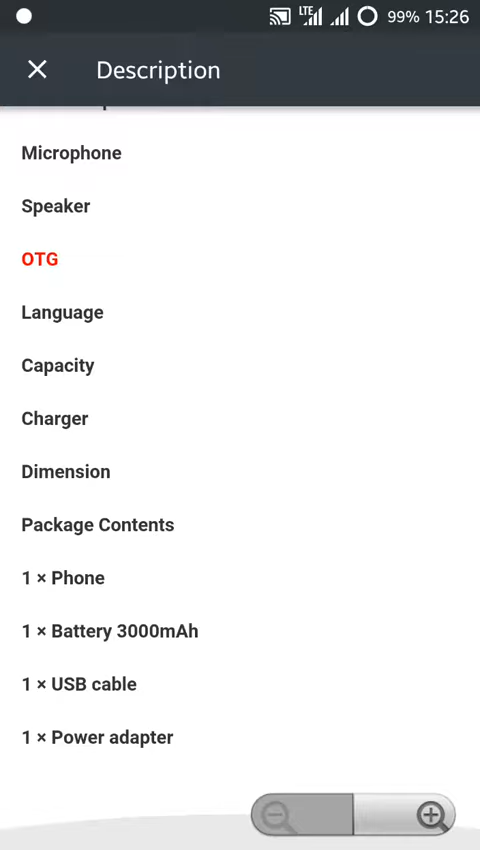 LTE 99% 15:26
Description
Microphone
Speaker
OTG
Language
Capacity
Charger
Dimension
Package Contents
1 × Phone
1 × Battery 3000mAh
1 × USB cable
1 × Power adapter